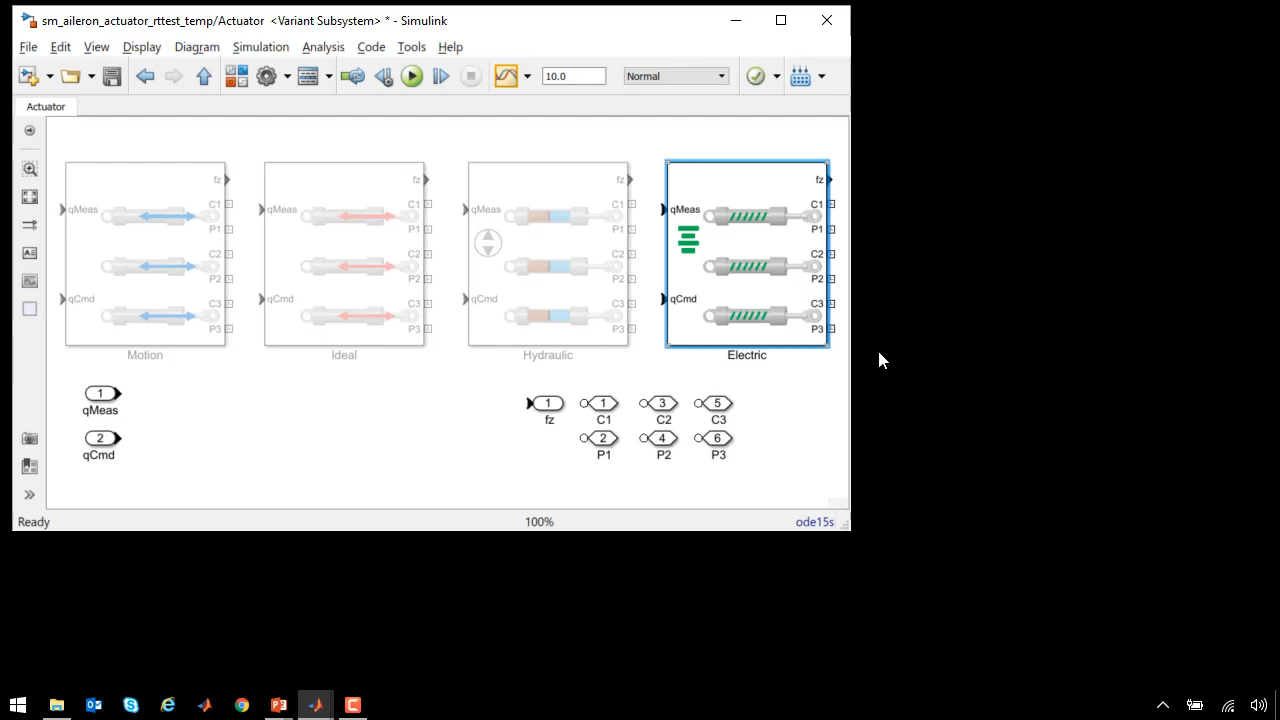 sm_aileron_actuator_rttest_temp/Actuator <Variant Subsystem> * - Simulink
File Edit View Display Diagram Simulation Analysis Code Tools Help
10.0 Normal
Actuator
fz fz fz fz
qMeas C1 qMeas C1 qMeas C1 qMeas C1
P1 P1 P1 P1
C2 C2 C2 C2
P2 P2 P2 P2
qCmd C3 qCmd C3 qCmd C3 qCmd C3
P3 P3 P3 P3
Motion Ideal Hydraulic Electric
1 1 1 3 5
qMeas fz C1 C2 C3
2 2 4 6
qCmd P1 P2 P3
Ready 100% ode15s